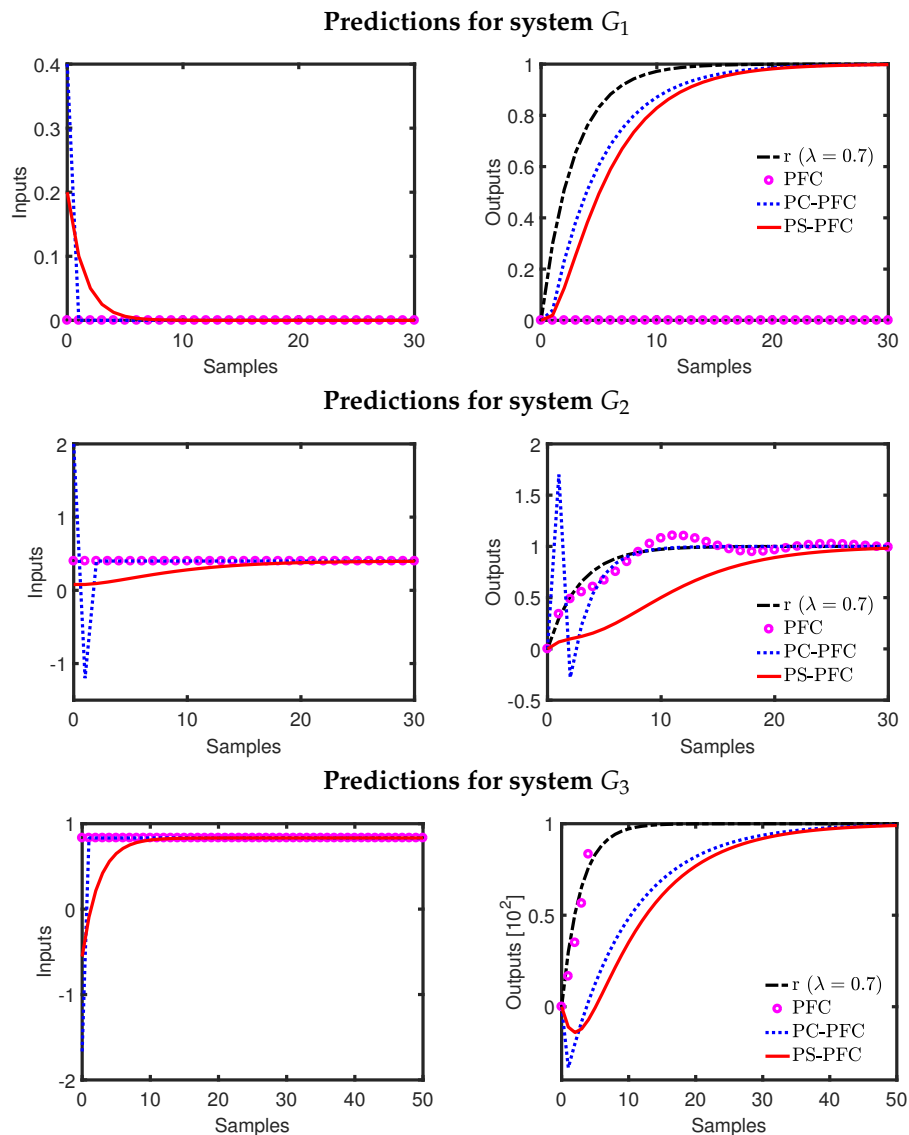 Predictions for system G₁
0.4
0.3
0.2
0.1
0
0
10
20
30
Inputs
Samples
1
0.8
0.6
0.4
0.2
0
0
10
20
30
Outputs
Samples
r (λ = 0.7)
PFC
PC-PFC
PS-PFC
Predictions for system G₂
2
1
0
-1
0
10
20
30
Inputs
Samples
2
1.5
1
0.5
0
-0.5
0
10
20
30
Outputs
Samples
r (λ = 0.7)
PFC
PC-PFC
PS-PFC
Predictions for system G₃
1
0
-1
-2
0
10
20
30
40
50
Inputs
Samples
1
0.5
0
0
10
20
30
40
50
Outputs [10²]
Samples
r (λ = 0.7)
PFC
PC-PFC
PS-PFC